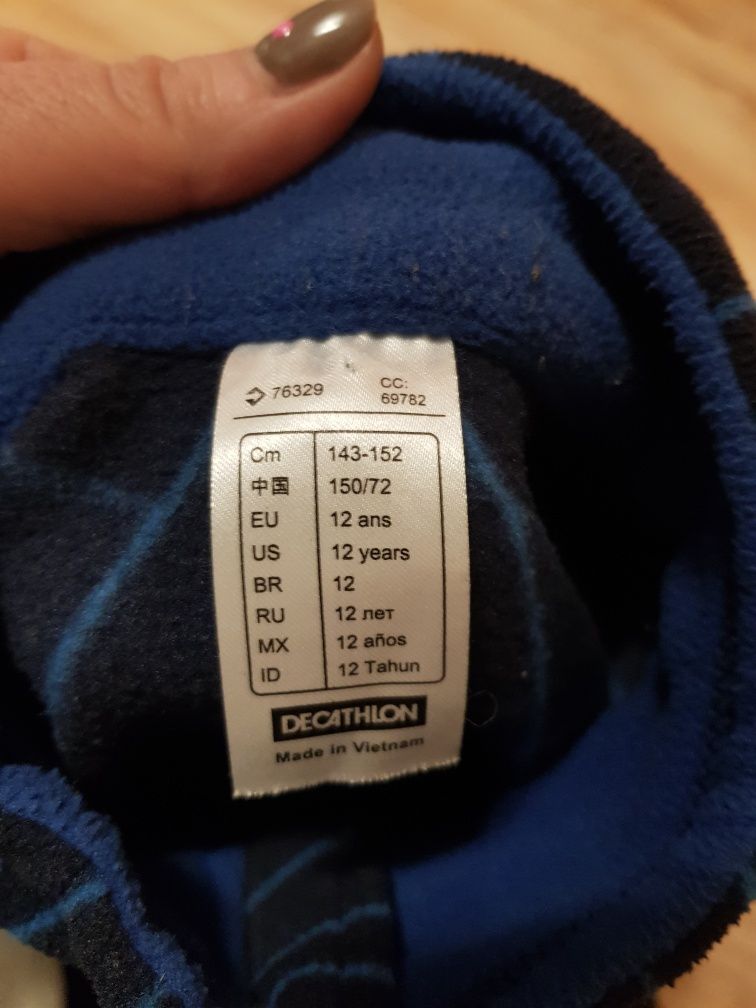 76329 CC:
69782
Cm 143-152
中国 150/72
EU 12 ans
US 12 years
BR 12
RU 12 лет
MX 12 años
ID 12 Tahun
DECATHLON
Made in Vietnam